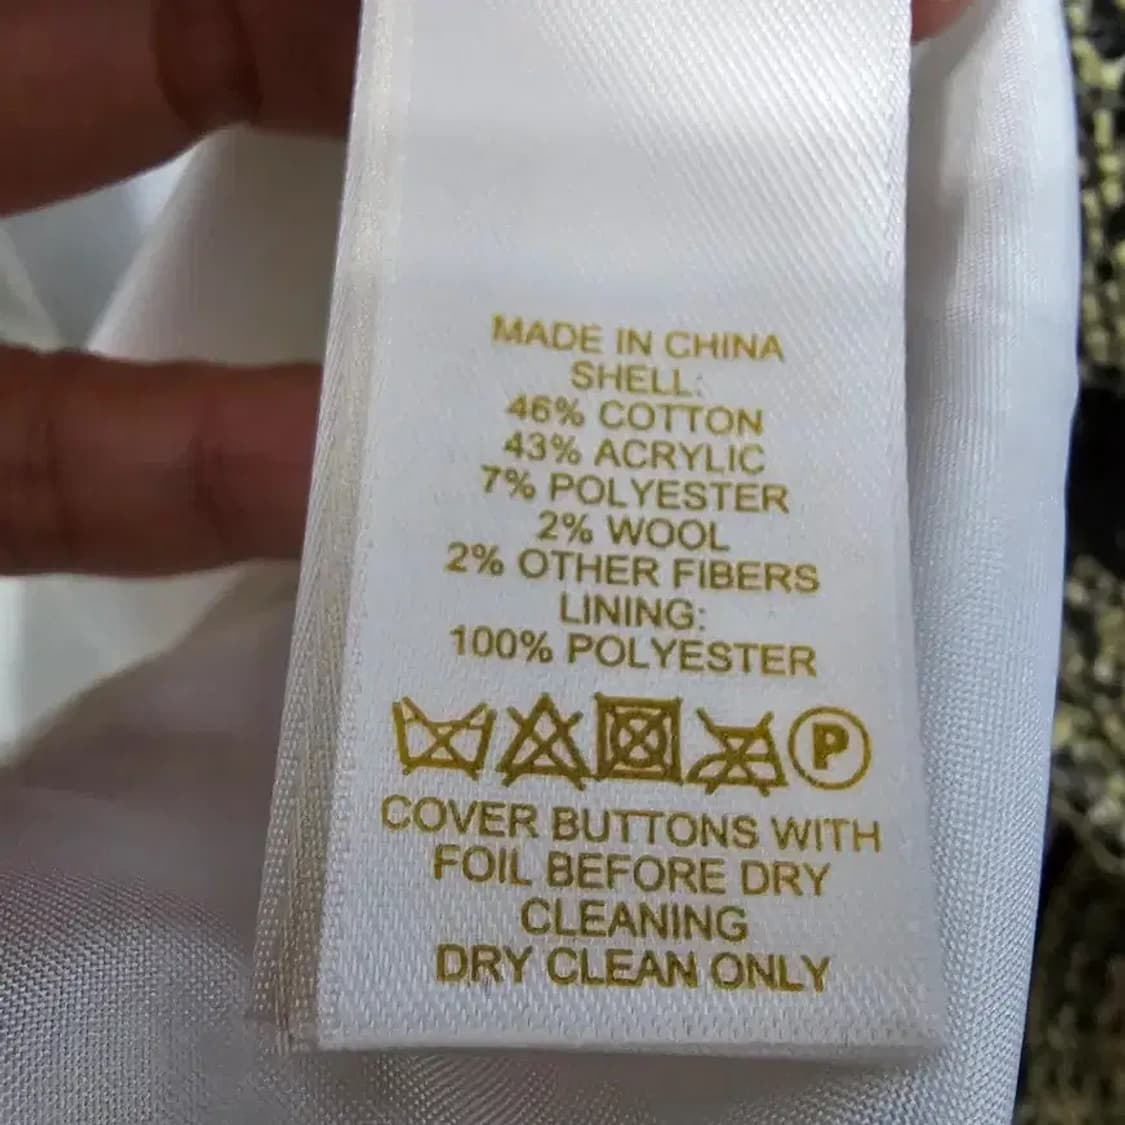 MADE IN CHINA
SHELL:
46% COTTON
43% ACRYLIC
7% POLYESTER
2% WOOL
2% OTHER FIBERS
LINING:
100% POLYESTER
P
COVER BUTTONS WITH
FOIL BEFORE DRY
CLEANING
DRY CLEAN ONLY